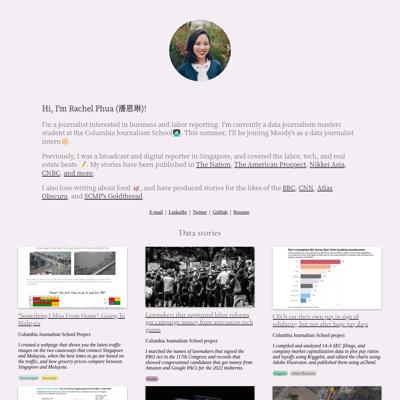 Hi, I'm Rachel Phua (潘恩琳)!
I'm a journalist interested in business and labor reporting. I'm currently a data journalism masters
student at the Columbia Journalism School👩🏻‍💻 This summer, I'll be joining Moody's as a data journalist
intern🔆.
Previously, I was a broadcast and digital reporter in Singapore, and covered the labor, tech, and real
estate beats 📝. My stories have been published in The Nation, The American Prospect, Nikkei Asia,
CNBC, and more.
I also love writing about food 🥡, and have produced stories for the likes of the BBC, CNN, Atlas
Obscura, and SCMP's Goldthread.
E-mail | LinkedIn | Twitter | GitHub | Resume
Data stories
"Something I Miss From Home": Going To
Malaysia
Columbia Journalism School Project
I created a webpage that shows you the latest traffic
images on the two causeways that connect Singapore
and Malaysia, when the best times to go are based on
the traffic, and how grocery prices compare between
Singapore and Malaysia.
Lawmakers that supported labor reforms
got campaign money from anti-union tech
giants
Columbia Journalism School Project
I matched the names of lawmakers that signed the
PRO Act in the 117th Congress and records that
showed congressional candidates that got money from
Amazon and Google PACs for the 2022 midterms.
CEOs cut their own pay in sign of
solidarity, but not after huge pay days
Columbia Journalism School Project
I compiled and analyzed 14-A SEC filings, and
company market capitalization data to plot pay ratios
and layoffs using R/ggplot, edited the charts using
Adobe Illustrator, and published them using ai2html.